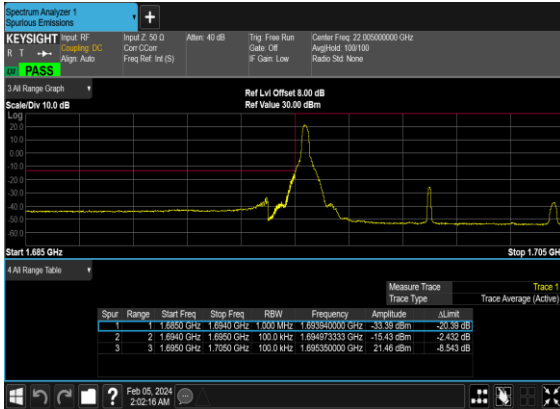 Spectrum Analyzer 1
Spurious Emissions
+
KEYSIGHT Input: RF Input Z: 50 Ω Atten: 40 dB Trig: Free Run Center Freq: 22.005000000 GHz
R T Coupling: DC Corr CCorr Gate: Off Avg|Hold: 100/100
Align: Auto Freq Ref: Int (S) IF Gain: Low Radio Std: None
PASS
3 All Range Graph
Ref Lvl Offset 8.00 dB
Scale/Div 10.0 dB Ref Value 30.00 dBm
Log
20.0
10.0
0.00
-10.0
-20.0
-30.0
-40.0
-50.0
-60.0
Start 1.685 GHz Stop 1.705 GHz
4 All Range Table
Measure Trace Trace 1
Trace Type Trace Average (Active)
Spur Range Start Freq Stop Freq RBW Frequency Amplitude ΔLimit
1 1 1.6850 GHz 1.6940 GHz 1.000 MHz 1.693940000 GHz -33.39 dBm -20.39 dB
2 2 1.6940 GHz 1.6950 GHz 100.0 kHz 1.694973333 GHz -15.43 dBm -2.432 dB
3 3 1.6950 GHz 1.7050 GHz 100.0 kHz 1.695350000 GHz 21.46 dBm -8.543 dB
?
Feb 05, 2024
2:02:16 AM